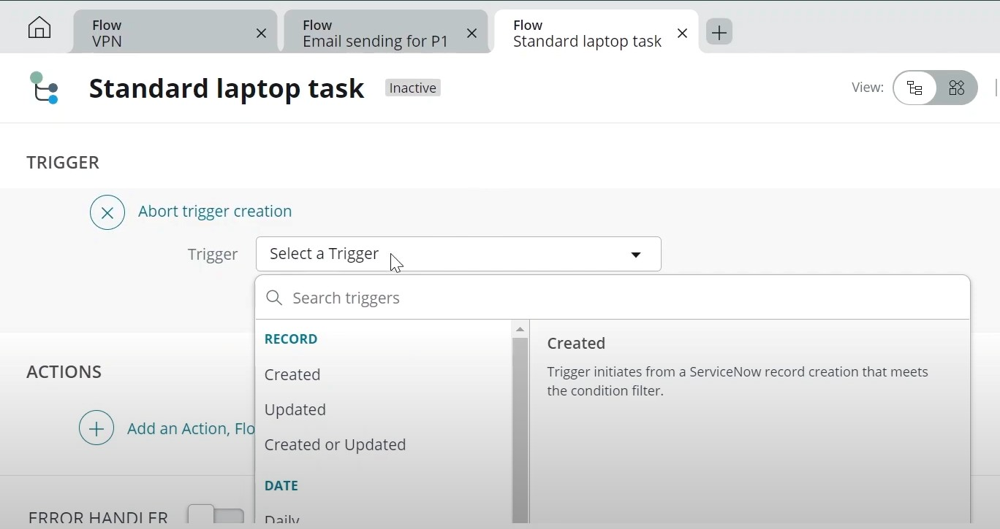 Flow
VPN
Flow
Email sending for P1
Flow
Standard laptop task
Standard laptop task
Inactive
View:
TRIGGER
Abort trigger creation
Trigger
Select a Trigger
Search triggers
RECORD
Created
Updated
Created or Updated
DATE
Daily
Created
Trigger initiates from a ServiceNow record creation that meets
the condition filter.
ACTIONS
Add an Action, Flo
ERROR HANDLER